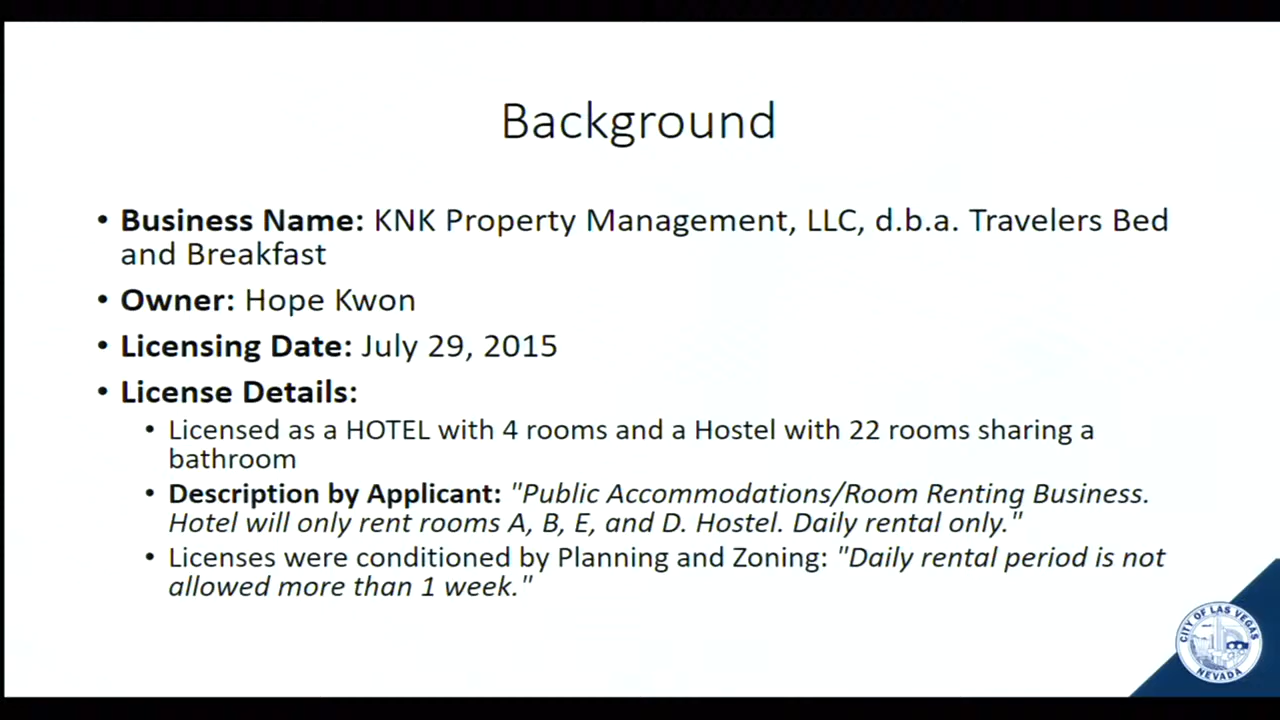 Background
• Business Name: KNK Property Management, LLC, d.b.a. Travelers Bed
and Breakfast
• Owner: Hope Kwon
• Licensing Date: July 29, 2015
• License Details:
• Licensed as a HOTEL with 4 rooms and a Hostel with 22 rooms sharing a
bathroom
• Description by Applicant: "Public Accommodations/Room Renting Business.
Hotel will only rent rooms A, B, E, and D. Hostel. Daily rental only."
• Licenses were conditioned by Planning and Zoning: "Daily rental period is not
allowed more than 1 week."
CITY OF LAS VEGAS
NEVADA